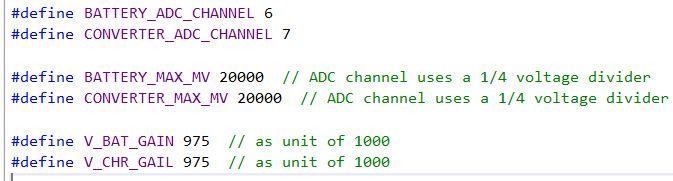 #define BATTERY_ADC_CHANNEL 6
#define CONVERTER_ADC_CHANNEL 7
#define BATTERY_MAX_MV 20000  // ADC channel uses a 1/4 voltage divider
#define CONVERTER_MAX_MV 20000  // ADC channel uses a 1/4 voltage divider
#define V_BAT_GAIN 975  // as unit of 1000
#define V_CHR_GAIL 975  // as unit of 1000